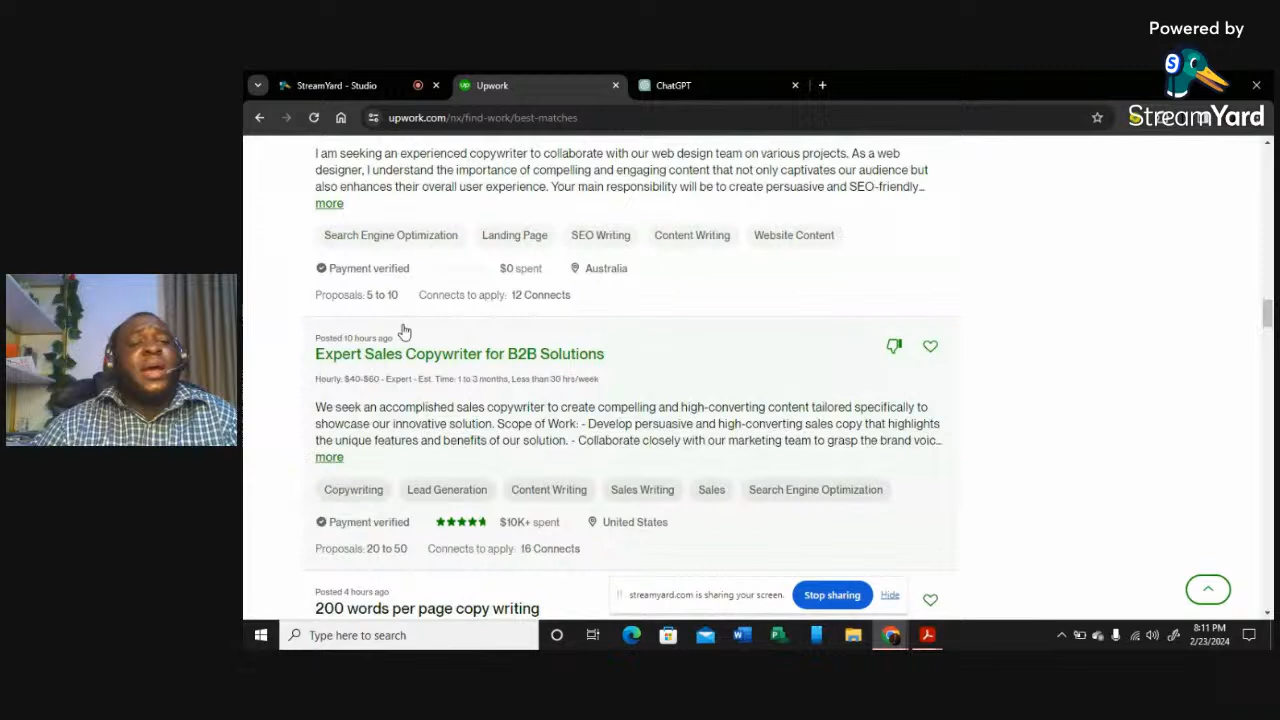 Powered by
StreamYard
StreamYard - Studio
Upwork
ChatGPT
upwork.com/nx/find-work/best-matches
I am seeking an experienced copywriter to collaborate with our web design team on various projects. As a web
designer, I understand the importance of compelling and engaging content that not only captivates our audience but
also enhances their overall user experience. Your main responsibility will be to create persuasive and SEO-friendly...
more
Search Engine Optimization Landing Page SEO Writing Content Writing Website Content
Payment verified $0 spent Australia
Proposals: 5 to 10 Connects to apply: 12 Connects
Posted 10 hours ago
Expert Sales Copywriter for B2B Solutions
Hourly: $40-$60 - Expert - Est. Time: 1 to 3 months, Less than 30 hrs/week
We seek an accomplished sales copywriter to create compelling and high-converting content tailored specifically to
showcase our innovative solution. Scope of Work: - Develop persuasive and high-converting sales copy that highlights
the unique features and benefits of our solution. - Collaborate closely with our marketing team to grasp the brand voic...
more
Copywriting Lead Generation Content Writing Sales Writing Sales Search Engine Optimization
Payment verified $10K+ spent United States
Proposals: 20 to 50 Connects to apply: 16 Connects
Posted 4 hours ago
200 words per page copy writing
streamyard.com is sharing your screen. Stop sharing Hide
Type here to search
8:11 PM
2/23/2024